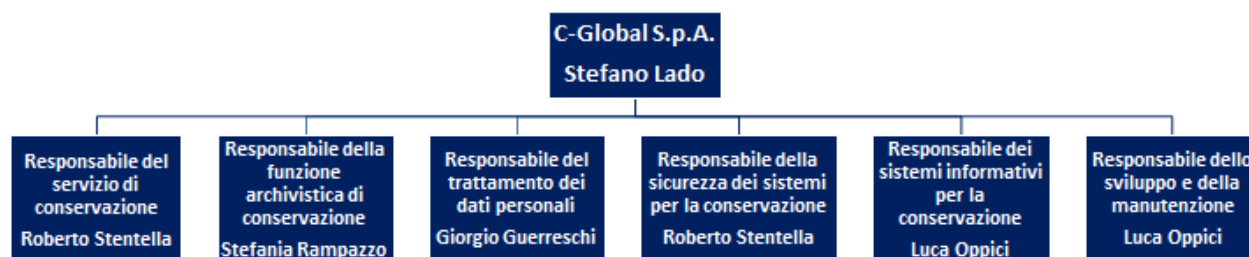 C-Global S.p.A.
Stefano Lado
Responsabile del
servizio di
conservazione
Roberto Stentella
Responsabile della
funzione
archivistica di
conservazione
Stefania Rampazzo
Responsabile del
trattamento dei
dati personali
Giorgio Guerreschi
Responsabile della
sicurezza dei sistemi
per la conservazione
Roberto Stentella
Responsabile dei
sistemi informativi
per la
conservazione
Luca Oppici
Responsabile dello
sviluppo e della
manutenzione
Luca Oppici